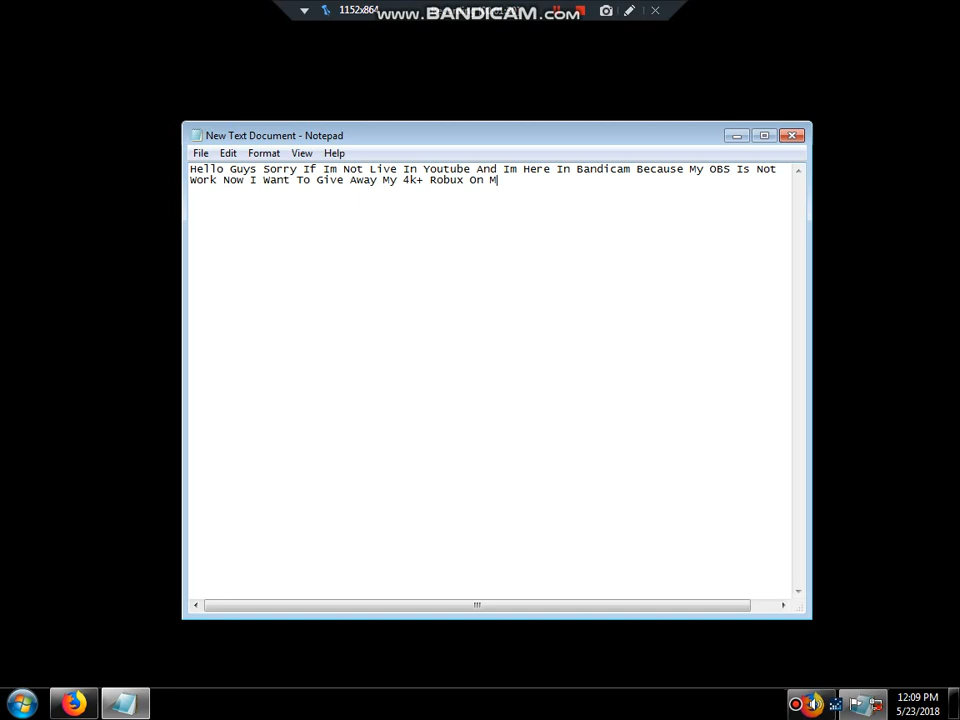 1152x864
www.BANDICAM.com
New Text Document - Notepad
File Edit Format View Help
Hello Guys Sorry If Im Not Live In Youtube And Im Here In Bandicam Because My OBS Is Not
Work Now I Want To Give Away My 4k+ Robux On M
12:09 PM
5/23/2018